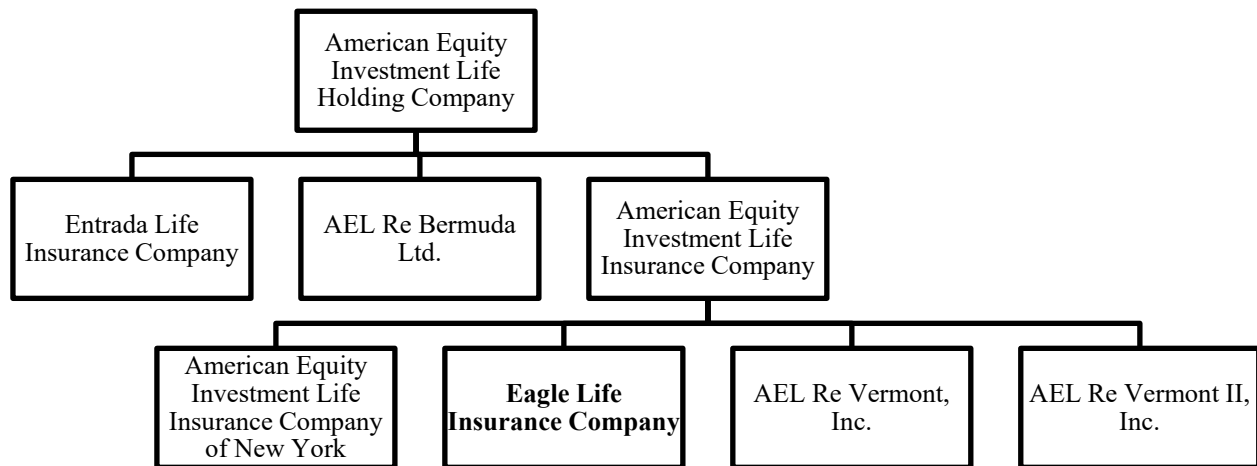 American Equity
Investment Life
Holding Company
Entrada Life
Insurance Company
AEL Re Bermuda
Ltd.
American Equity
Investment Life
Insurance Company
American Equity
Investment Life
Insurance Company
of New York
Eagle Life
Insurance Company
AEL Re Vermont,
Inc.
AEL Re Vermont II,
Inc.